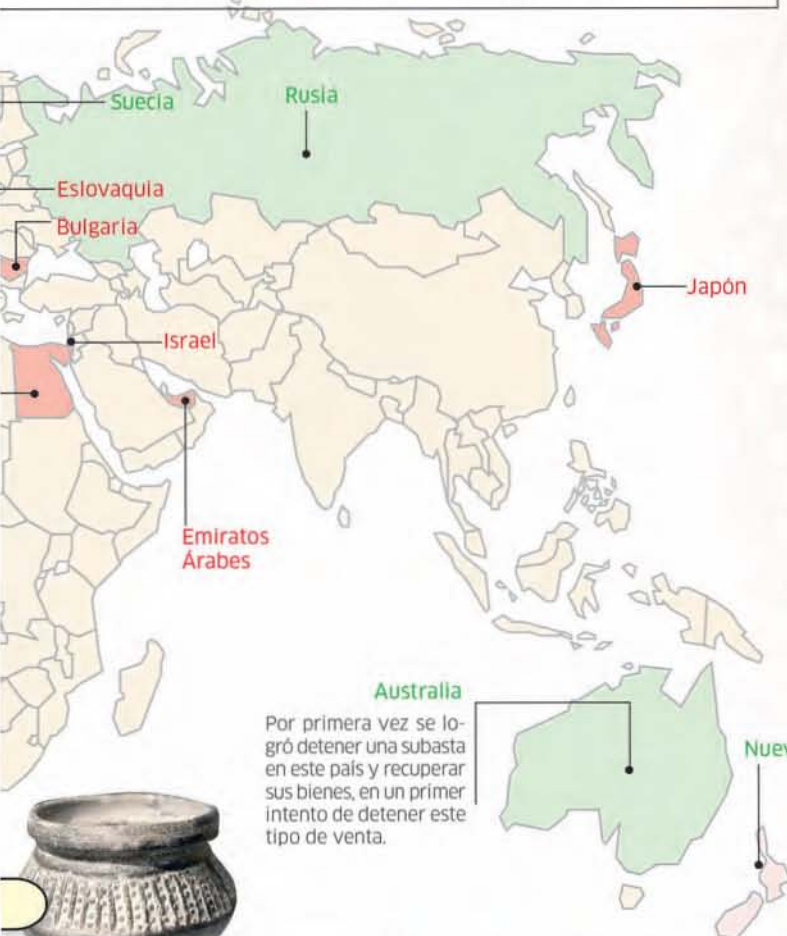 Suecia
Rusia
Eslovaquia
Bulgaria
Japón
Israel
Emiratos
Árabes
Australia
Por primera vez se lo-
gró detener una subasta
en este país y recuperar
sus bienes, en un primer
intento de detener este
tipo de venta.